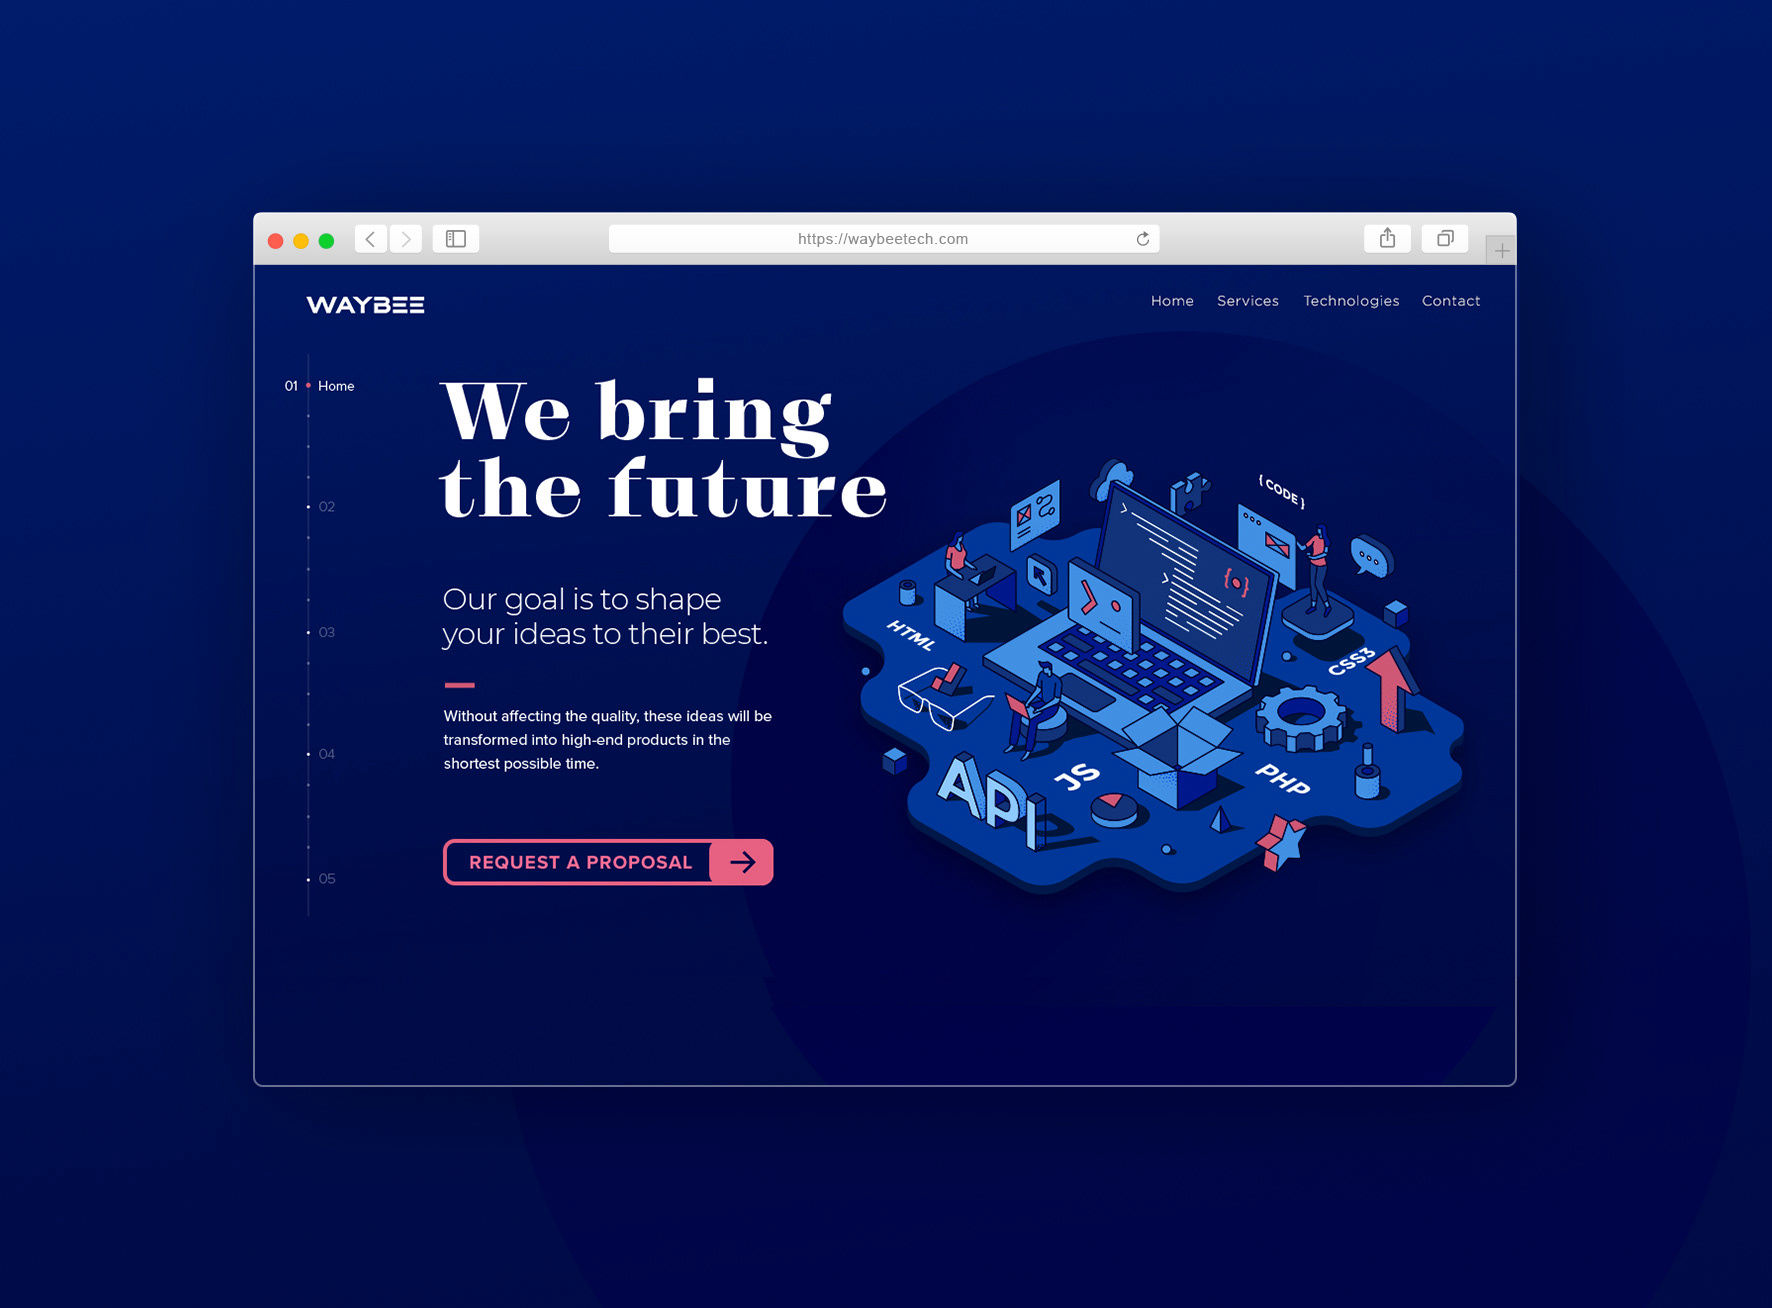 https://waybeetech.com
WAYBEE
Home Services Technologies Contact
01 Home
02
03
04
05
We bring
the future
Our goal is to shape
your ideas to their best.
Without affecting the quality, these ideas will be
transformed into high-end products in the
shortest possible time.
REQUEST A PROPOSAL
{ CODE }
HTML
CSS3
JS
PHP
API